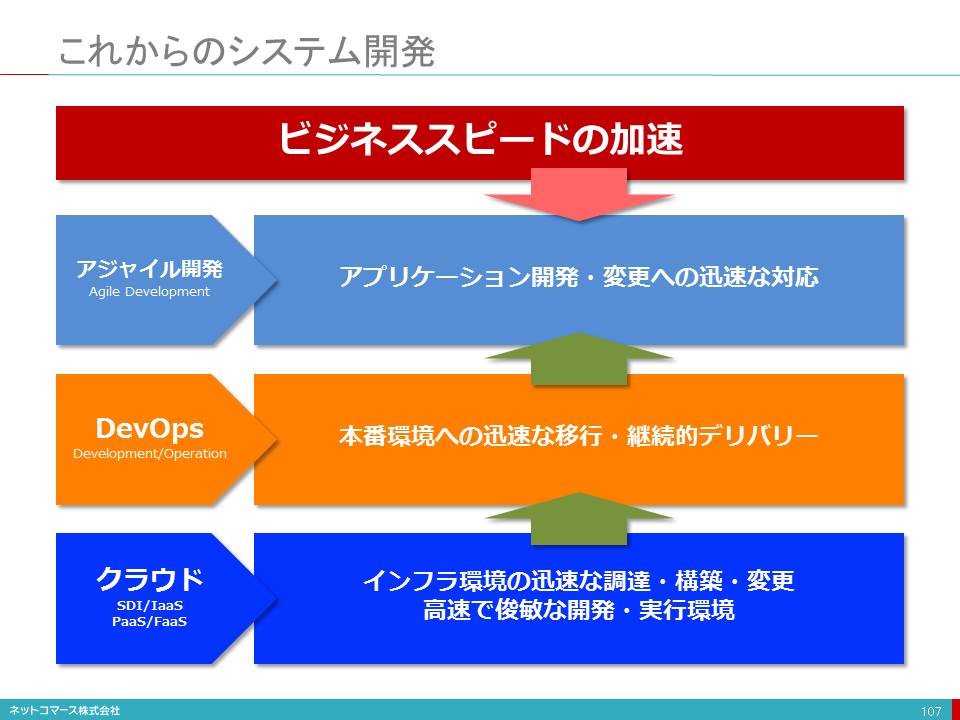 これからのシステム開発
ビジネススピードの加速
アジャイル開発
Agile Development
アプリケーション開発・変更への迅速な対応
DevOps
Development/Operation
本番環境への迅速な移行・継続的デリバリー
クラウド
SDI/IaaS
PaaS/FaaS
インフラ環境の迅速な調達・構築・変更
高速で俊敏な開発・実行環境
ネットコマース株式会社
107